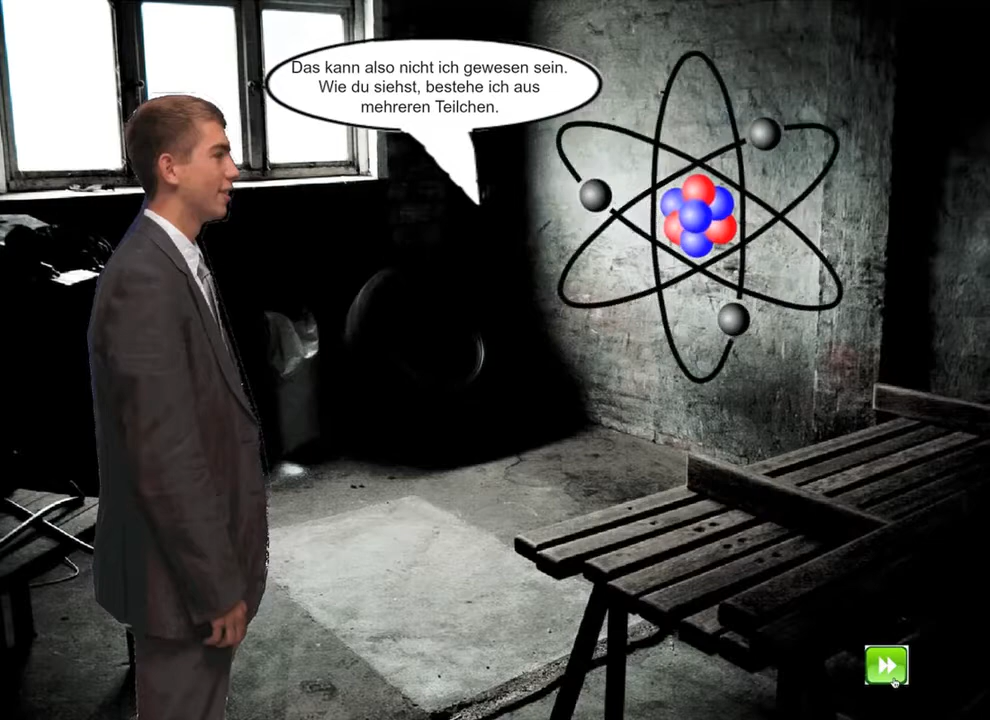 Das kann also nicht ich gewesen sein.
Wie du siehst, bestehe ich aus
mehreren Teilchen.